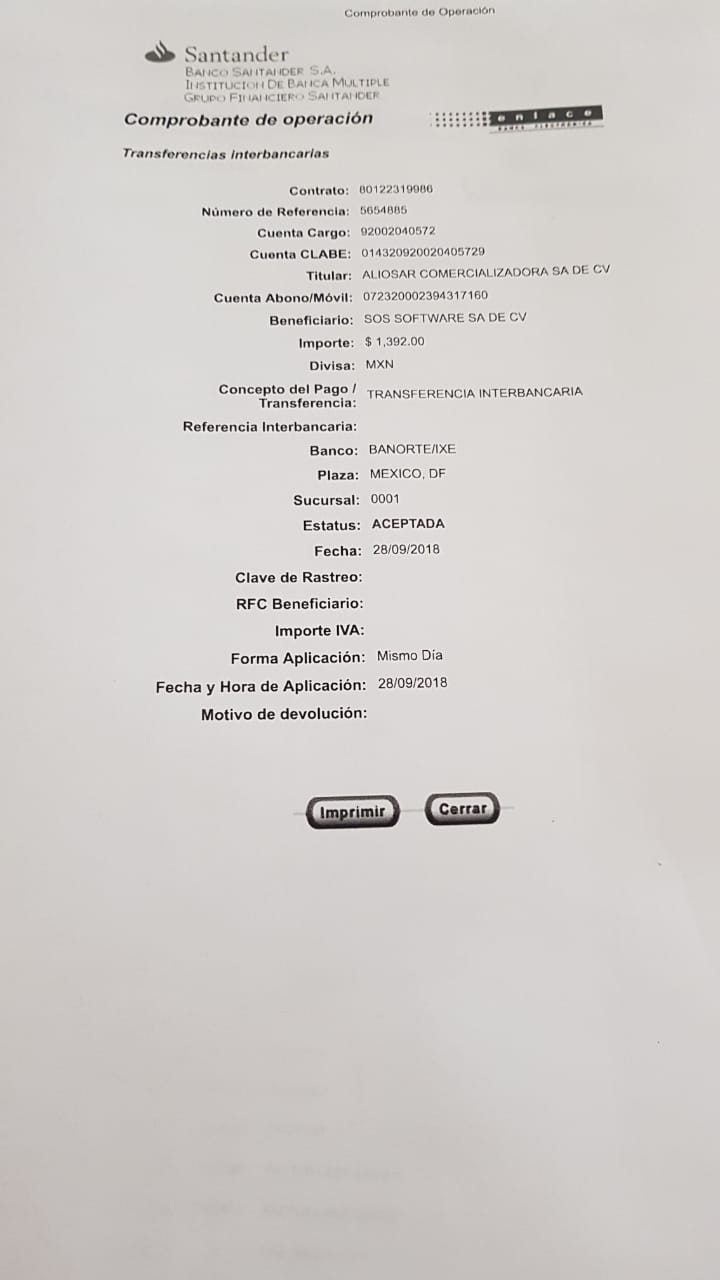 Comprobante de Operación
Santander
BANCO SANTANDER S.A.
INSTITUCION DE BANCA MULTIPLE
GRUPO FINANCIERO SANTANDER
Comprobante de operación
enlace
BANCA ELECTRONICA
Transferencias interbancarias
Contrato: 80122319986
Número de Referencia: 5654885
Cuenta Cargo: 92002040572
Cuenta CLABE: 014320920020405729
Titular: ALIOSAR COMERCIALIZADORA SA DE CV
Cuenta Abono/Móvil: 072320002394317160
Beneficiario: SOS SOFTWARE SA DE CV
Importe: $ 1,392.00
Divisa: MXN
Concepto del Pago / Transferencia: TRANSFERENCIA INTERBANCARIA
Referencia Interbancaria:
Banco: BANORTE/IXE
Plaza: MEXICO, DF
Sucursal: 0001
Estatus: ACEPTADA
Fecha: 28/09/2018
Clave de Rastreo:
RFC Beneficiario:
Importe IVA:
Forma Aplicación: Mismo Día
Fecha y Hora de Aplicación: 28/09/2018
Motivo de devolución:
Imprimir Cerrar